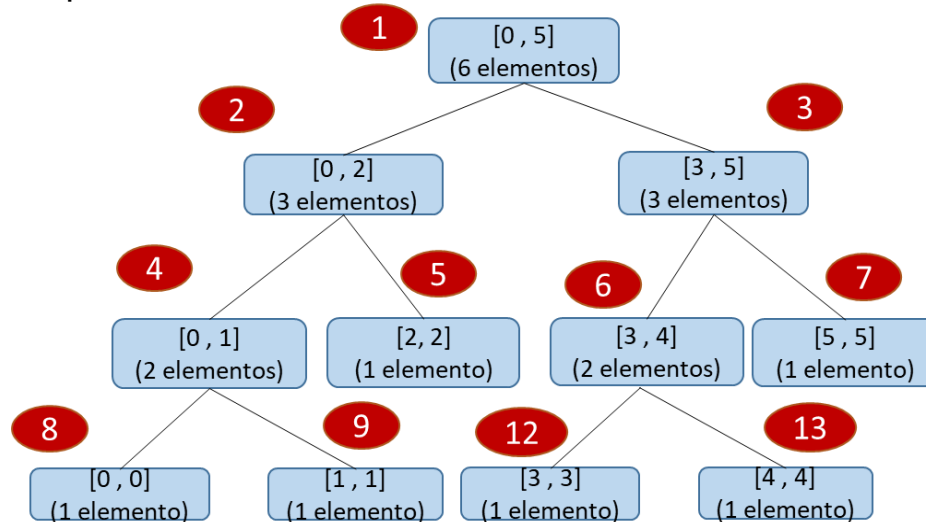 1
[0 , 5]
(6 elementos)
2
3
[0 , 2]
(3 elementos)
[3 , 5]
(3 elementos)
4
5
6
7
[0 , 1]
(2 elementos)
[2, 2]
(1 elemento)
[3 , 4]
(2 elementos)
[5 , 5]
(1 elemento)
8
9
12
13
[0 , 0]
(1 elemento)
[1 , 1]
(1 elemento)
[3 , 3]
(1 elemento)
[4 , 4]
(1 elemento)